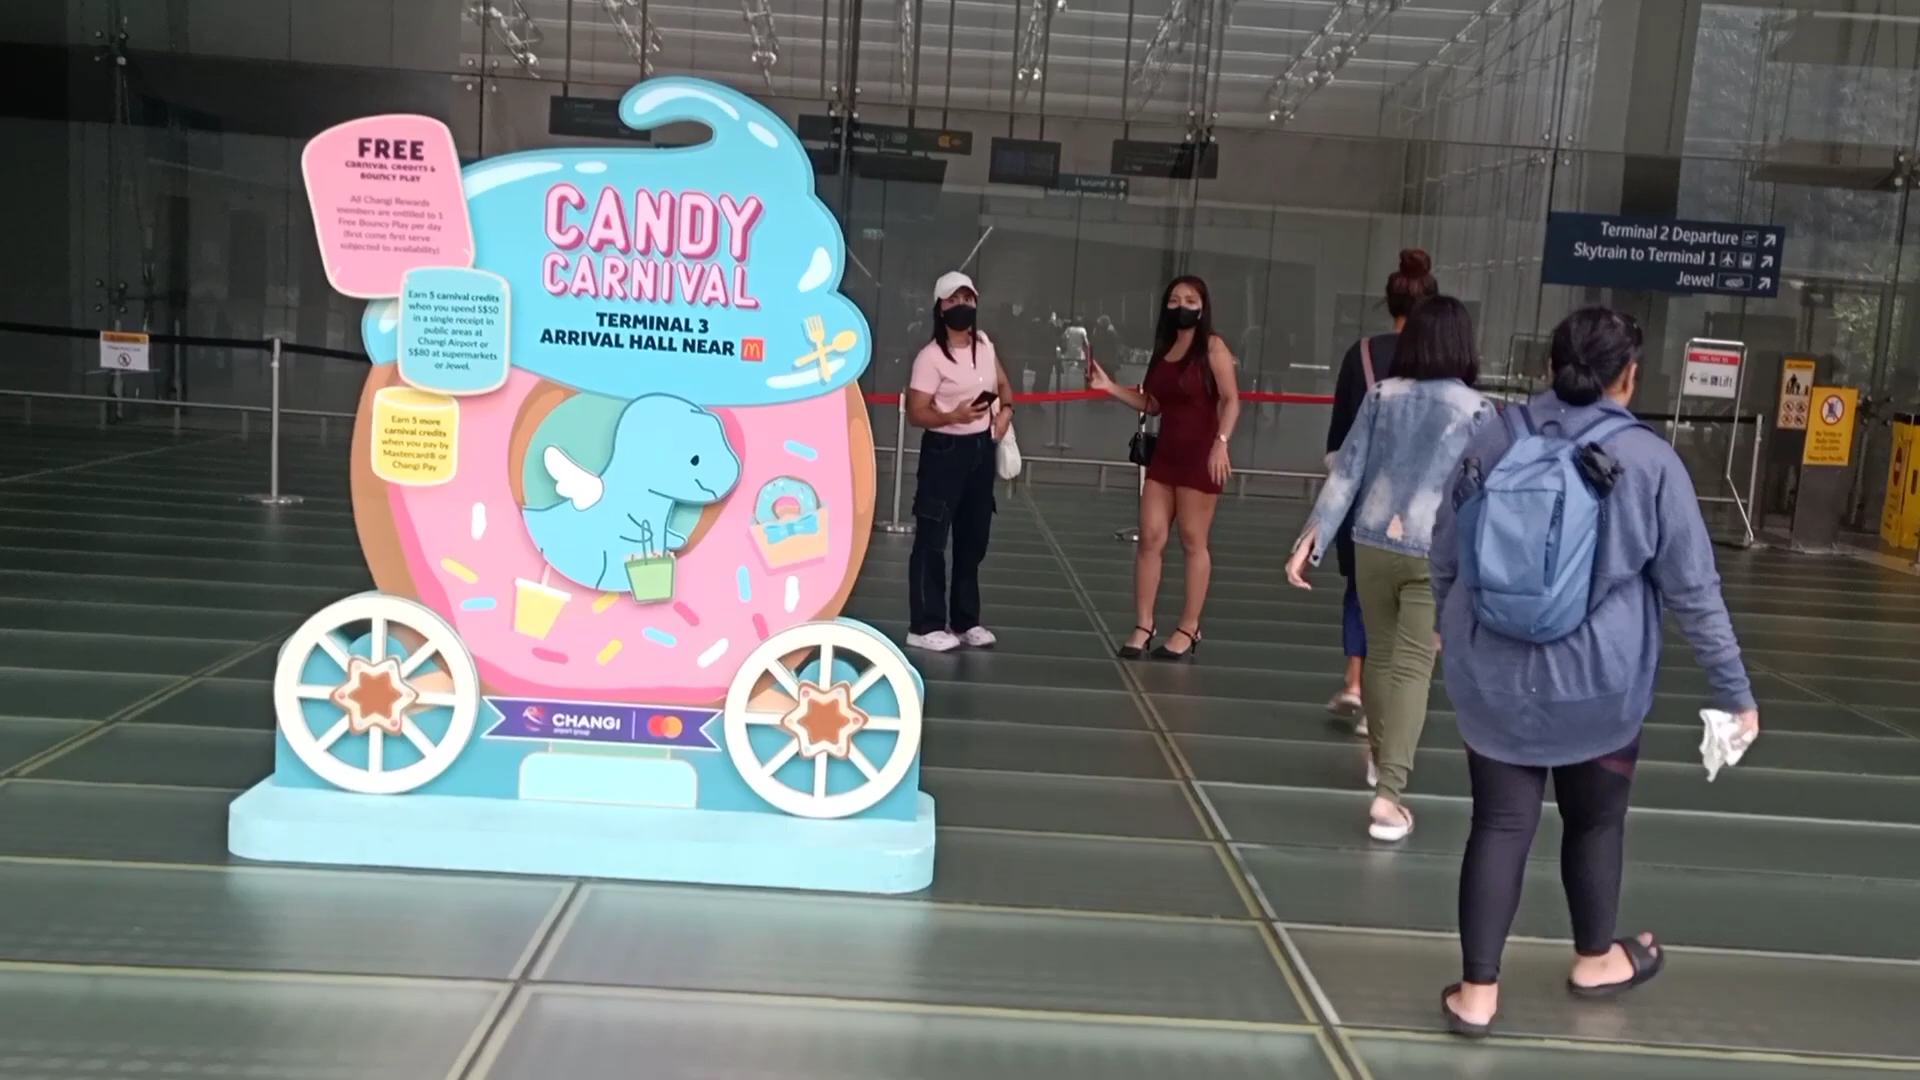 FREE
CARNIVAL CREDITS &
BOUNCY PLAY
All Changi Rewards
members are entitled to 1
Free Bouncy Play per day
(first come first serve
subjected to availability)
Earn 5 carnival credits
when you spend S$50
in a single receipt in
public areas at
Changi Airport or
S$80 at supermarkets
or Jewel.
Earn 5 more
carnival credits
when you pay by
Mastercard® or
Changi Pay
CANDY
CARNIVAL
TERMINAL 3
ARRIVAL HALL NEAR
CHANGI
airport group
Terminal 2 Departure
Skytrain to Terminal 1
Jewel
Lift